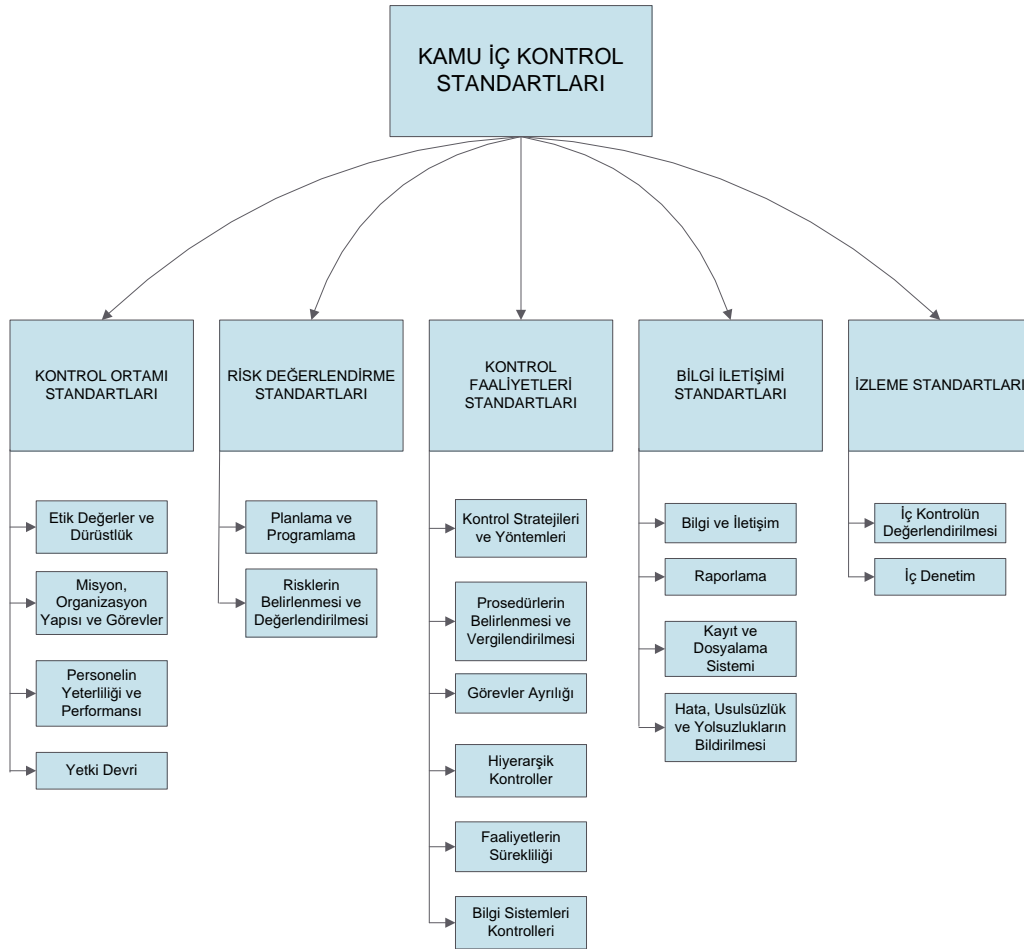 KAMU İÇ KONTROL
STANDARTLARI
KONTROL ORTAMI
STANDARTLARI
Etik Değerler ve
Dürüstlük
Misyon,
Organizasyon
Yapısı ve Görevler
Personelin
Yeterliliği ve
Performansı
Yetki Devri
RİSK DEĞERLENDİRME
STANDARTLARI
Planlama ve
Programlama
Risklerin
Belirlenmesi ve
Değerlendirilmesi
KONTROL
FAALİYETLERİ
STANDARTLARI
Kontrol Stratejileri
ve Yöntemleri
Prosedürlerin
Belirlenmesi ve
Vergilendirilmesi
Görevler Ayrılığı
Hiyerarşik
Kontroller
Faaliyetlerin
Sürekliliği
Bilgi Sistemleri
Kontrolleri
BİLGİ İLETİŞİMİ
STANDARTLARI
Bilgi ve İletişim
Raporlama
Kayıt ve
Dosyalama
Sistemi
Hata, Usulsüzlük
ve Yolsuzlukların
Bildirilmesi
İZLEME STANDARTLARI
İç Kontrolün
Değerlendirilmesi
İç Denetim